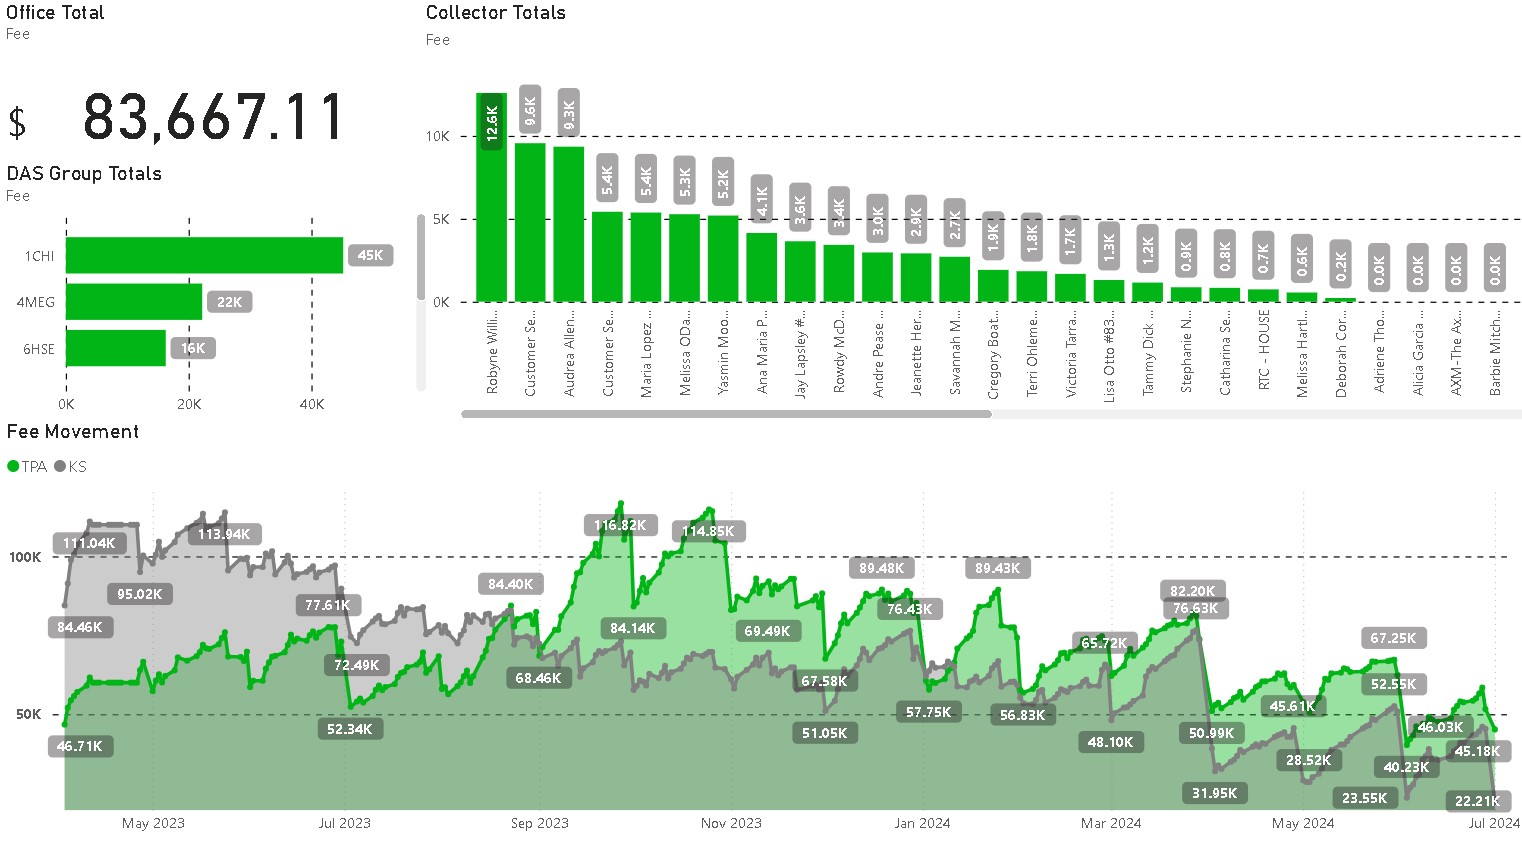 Office Total
Fee
$ 83,667.11
DAS Group Totals
Fee
1CHI
45K
4MEG
22K
6HSE
16K
0K 20K 40K
Collector Totals
Fee
10K
5K
0K
12.6K
9.6K
9.3K
5.4K
5.4K
5.3K
5.2K
4.1K
3.6K
3.4K
3.0K
2.9K
2.7K
1.9K
1.8K
1.7K
1.3K
1.2K
0.9K
0.8K
0.7K
0.6K
0.2K
0.0K
0.0K
0.0K
0.0K
Robyne Willi...
Customer Se...
Audrea Allen...
Customer Se...
Maria Lopez ...
Melissa ODa...
Yasmin Moo...
Ana Maria P...
Jay Lapsley #...
Rowdy McD...
Andre Pease ...
Jeanette Her...
Savannah M...
Cregory Boat...
Terri Ohleme...
Victoria Tarra...
Lisa Otto #83...
Tammy Dick ...
Stephanie N...
Catharina Se...
RTC - HOUSE
Melissa Hartl...
Deborah Cor...
Adriene Tho...
Alicia Garcia ...
AXM-The Ax...
Barbie Mitch...
Fee Movement
TPA KS
100K
50K
111.04K
84.46K
46.71K
95.02K
113.94K
77.61K
72.49K
52.34K
84.40K
68.46K
116.82K
84.14K
114.85K
69.49K
67.58K
51.05K
89.48K
76.43K
57.75K
89.43K
56.83K
65.72K
48.10K
82.20K
76.63K
50.99K
31.95K
45.61K
28.52K
67.25K
52.55K
40.23K
23.55K
46.03K
45.18K
22.21K
May 2023 Jul 2023 Sep 2023 Nov 2023 Jan 2024 Mar 2024 May 2024 Jul 2024